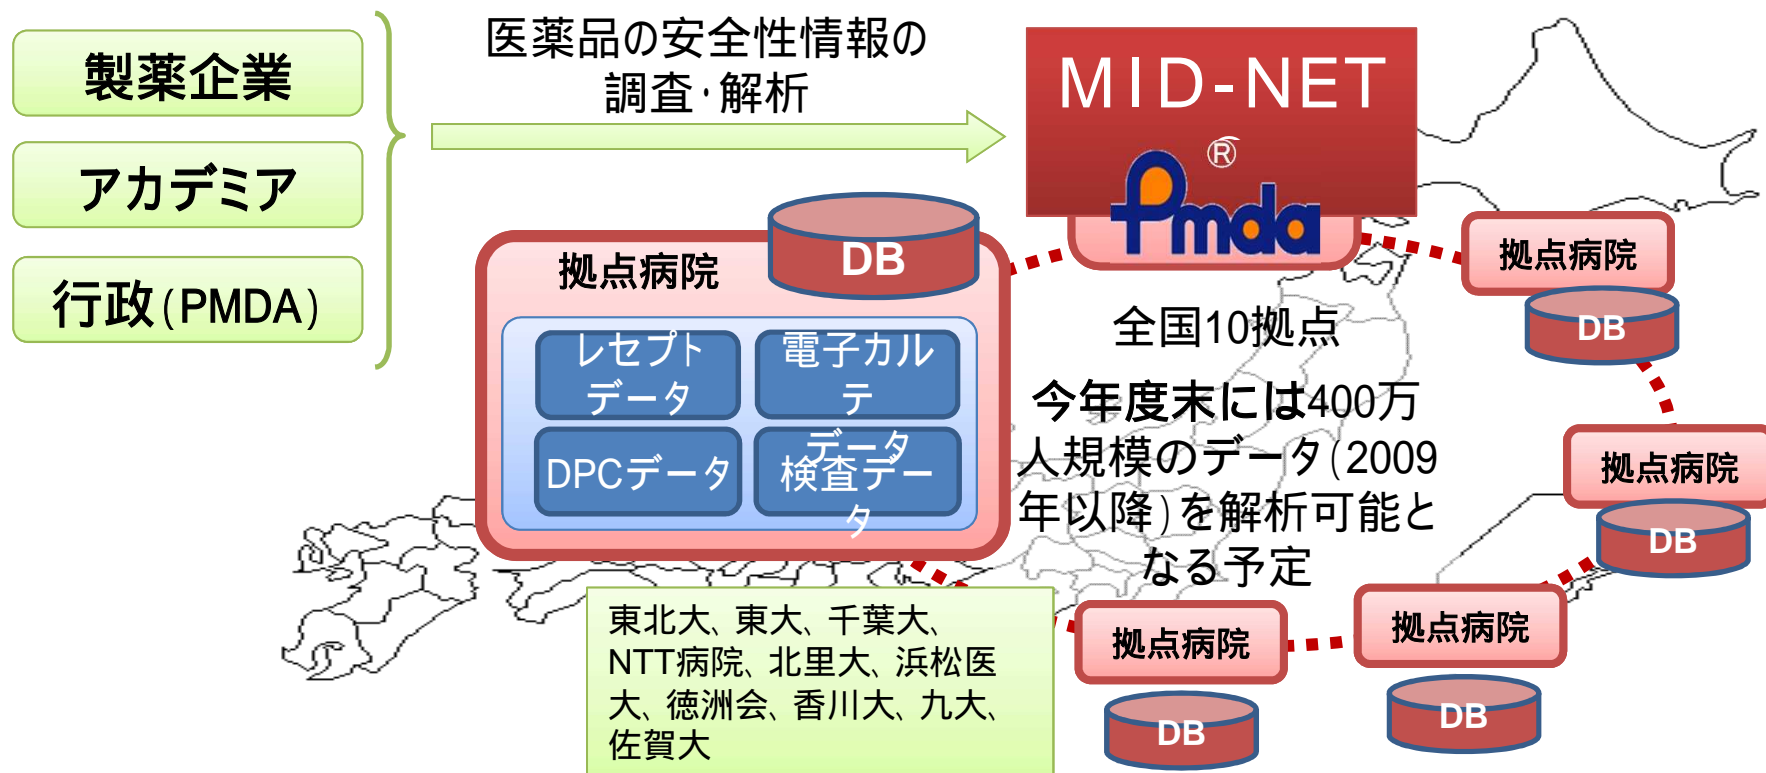 製薬企業
アカデミア
行政(PMDA)
医薬品の安全性情報の
調査・解析
MID-NET
®
Pmda
拠点病院
DB
レセプト
データ
電子カル
テ
データ
DPCデータ
検査デー
タ
全国10拠点
今年度末には400万
人規模のデータ(2009
年以降)を解析可能と
なる予定
東北大、東大、千葉大、
NTT病院、北里大、浜松医
大、徳洲会、香川大、九大、
佐賀大
拠点病院
DB
拠点病院
DB
拠点病院
DB
拠点病院
DB